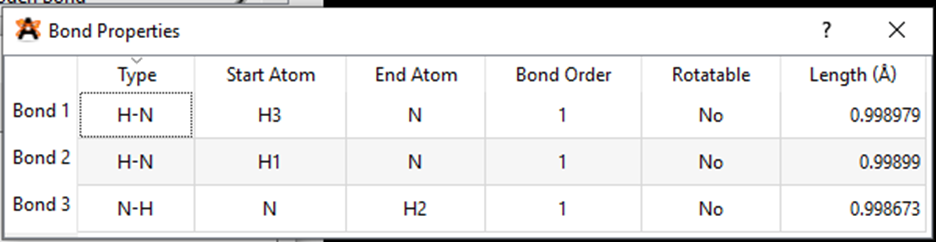 Bond Properties ? ×
Type Start Atom End Atom Bond Order Rotatable Length (Å)
Bond 1 H-N H3 N 1 No 0.998979
Bond 2 H-N H1 N 1 No 0.99899
Bond 3 N-H N H2 1 No 0.998673